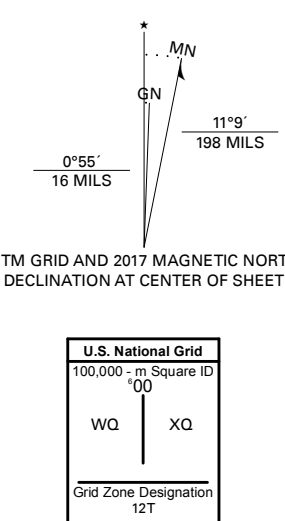 ★
MN
GN
11°9´
198 MILS
0°55´
16 MILS
TM GRID AND 2017 MAGNETIC NORT
DECLINATION AT CENTER OF SHEET
U.S. National Grid
100,000 - m Square ID
⁶00
WQ XQ
Grid Zone Designation
12T